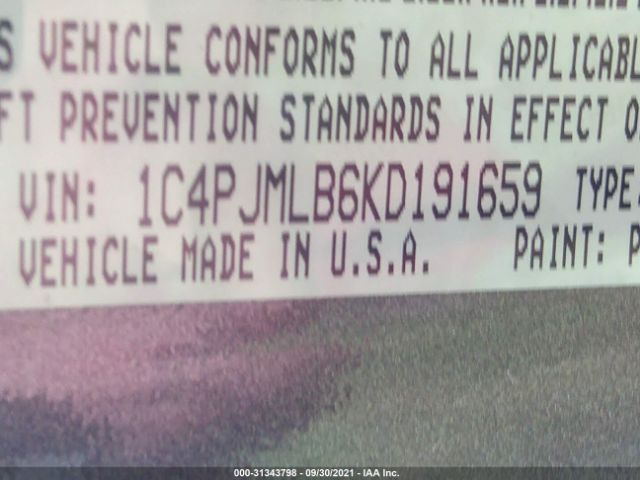 S VEHICLE CONFORMS TO ALL APPLICABL
FT PREVENTION STANDARDS IN EFFECT O
VIN: 1C4PJMLB6KD191659 TYPE:
VEHICLE MADE IN U.S.A. PAINT: P
000-31343798 - 09/30/2021 - IAA Inc.